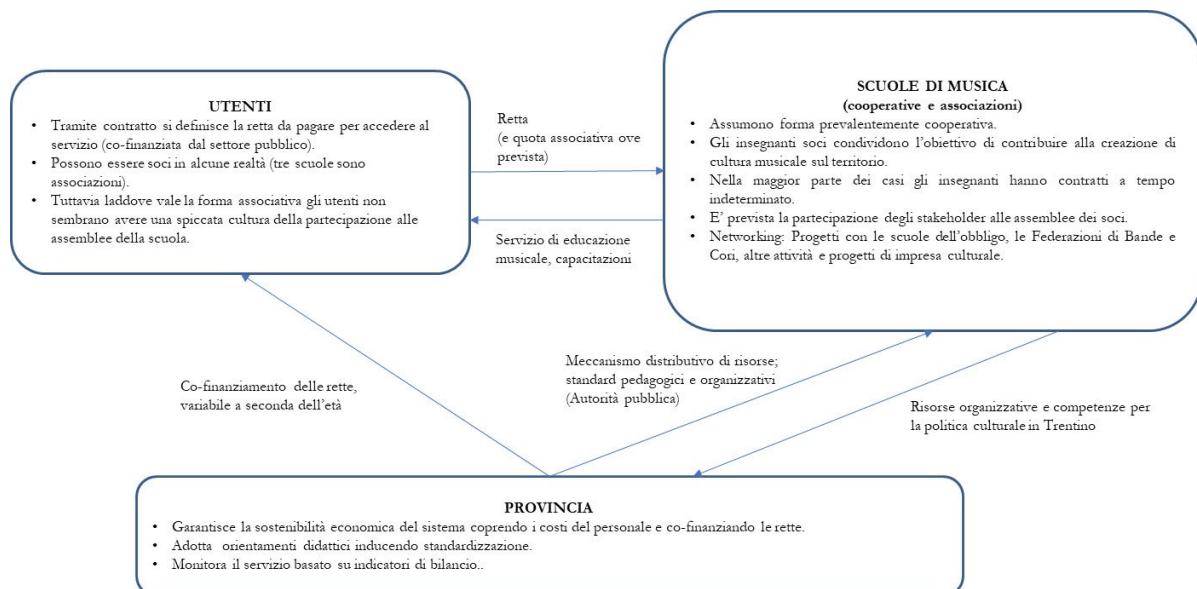 UTENTI
• Tramite contratto si definisce la retta da pagare per accedere al
servizio (co-finanziata dal settore pubblico).
• Possono essere soci in alcune realtà (tre scuole sono
associazioni).
• Tuttavia laddove vale la forma associativa gli utenti non
sembrano avere una spiccata cultura della partecipazione alle
assemblee della scuola.
Retta
(e quota associativa ove
prevista)
Servizio di educazione
musicale, capacitazioni
SCUOLE DI MUSICA
(cooperative e associazioni)
• Assumono forma prevalentemente cooperativa.
• Gli insegnanti soci condividono l’obiettivo di contribuire alla creazione di
cultura musicale sul territorio.
• Nella maggior parte dei casi gli insegnanti hanno contratti a tempo
indeterminato.
• E’ prevista la partecipazione degli stakeholder alle assemblee dei soci.
• Networking: Progetti con le scuole dell’obbligo, le Federazioni di Bande e
Cori, altre attività e progetti di impresa culturale.
Co-finanziamento delle rette,
variabile a seconda dell’età
Meccanismo distributivo di risorse;
standard pedagogici e organizzativi
(Autorità pubblica)
Risorse organizzative e competenze per
la politica culturale in Trentino
PROVINCIA
• Garantisce la sostenibilità economica del sistema coprendo i costi del personale e co-finanziando le rette.
• Adotta orientamenti didattici inducendo standardizzazione.
• Monitora il servizio basato su indicatori di bilancio..